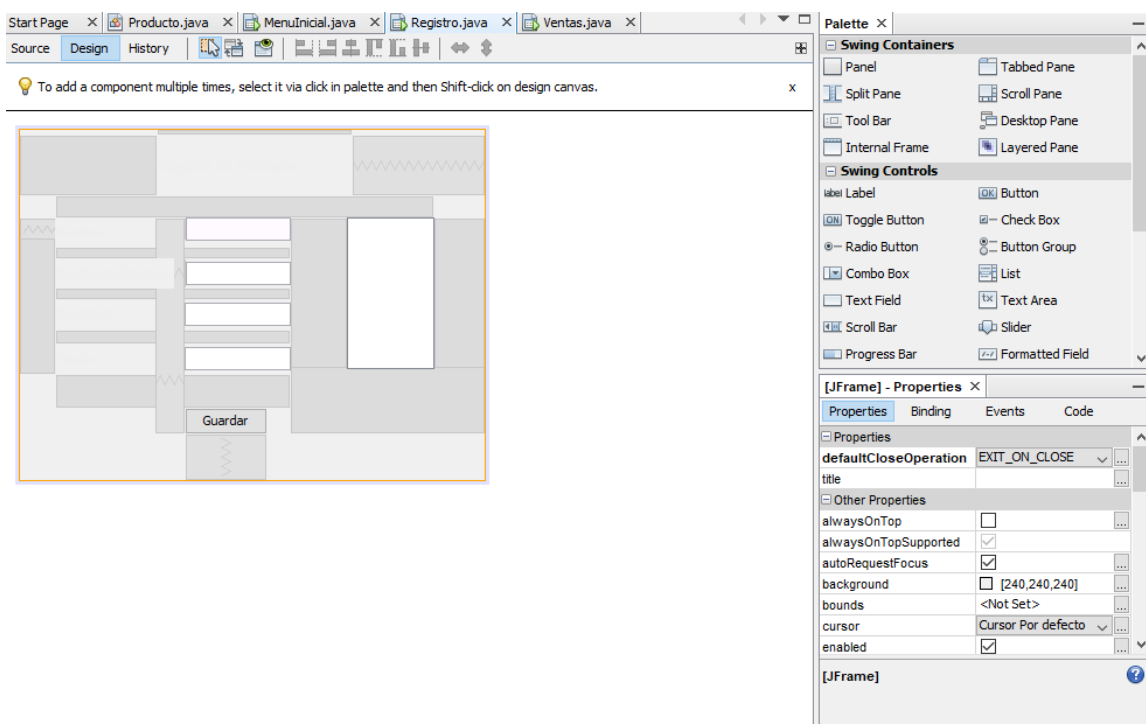 Start Page Producto.java MenuInicial.java Registro.java Ventas.java
Source Design History
To add a component multiple times, select it via click in palette and then Shift-click on design canvas. x
Guardar
Palette
Swing Containers
Panel Tabbed Pane
Split Pane Scroll Pane
Tool Bar Desktop Pane
Internal Frame Layered Pane
Swing Controls
label Label OK Button
ON Toggle Button Check Box
Radio Button Button Group
Combo Box List
Text Field tx Text Area
Scroll Bar Slider
Progress Bar Formatted Field
[JFrame] - Properties
Properties Binding Events Code
Properties
defaultCloseOperation EXIT_ON_CLOSE ...
title ...
Other Properties
alwaysOnTop ...
alwaysOnTopSupported
autoRequestFocus ...
background [240,240,240] ...
bounds <Not Set> ...
cursor Cursor Por defecto ...
enabled ...
[JFrame] ?